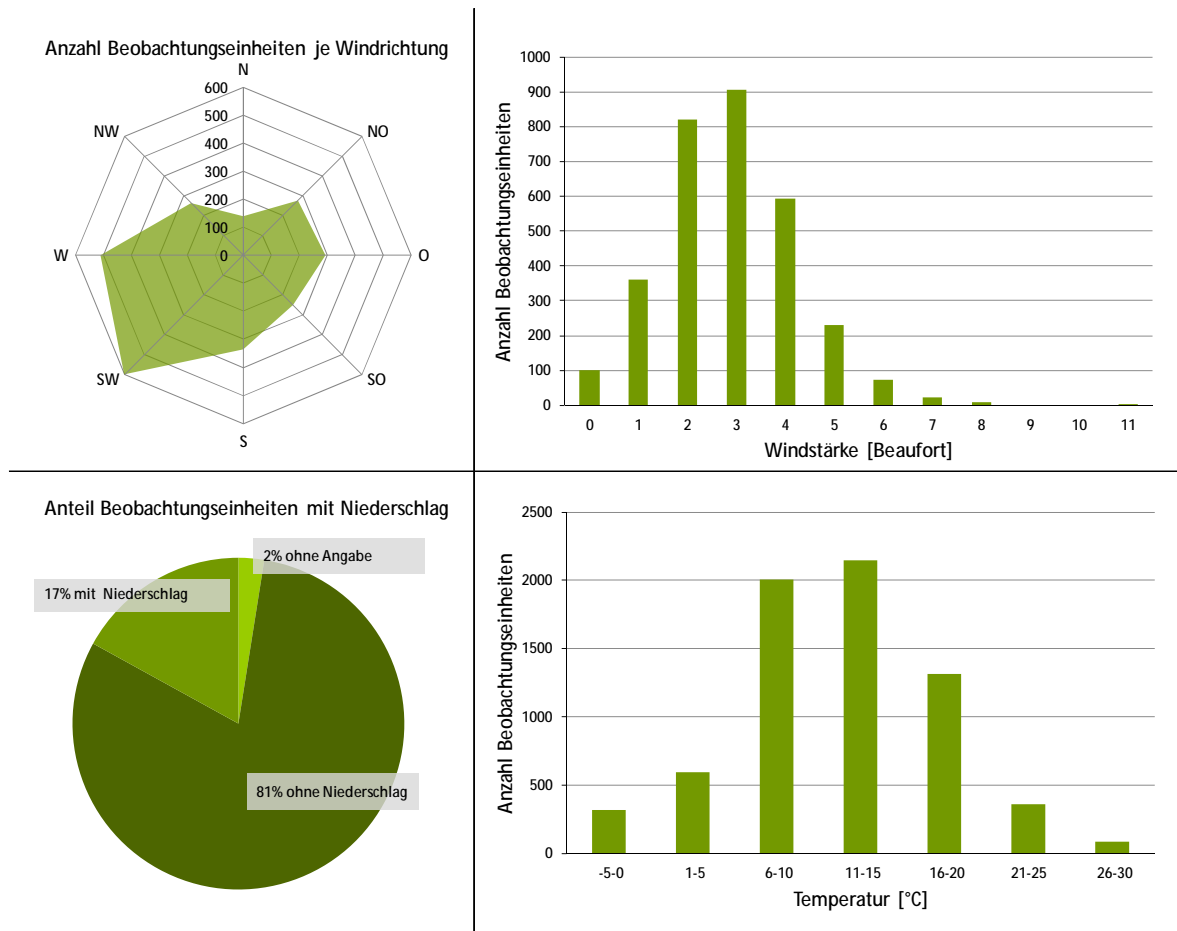 Anzahl Beobachtungseinheiten je Windrichtung
N
NO
O
SO
S
SW
W
NW
600
500
400
300
200
100
0
Anzahl Beobachtungseinheiten
1000
900
800
700
600
500
400
300
200
100
0
0 1 2 3 4 5 6 7 8 9 10 11
Windstärke [Beaufort]
Anteil Beobachtungseinheiten mit Niederschlag
2% ohne Angabe
17% mit Niederschlag
81% ohne Niederschlag
Anzahl Beobachtungseinheiten
2500
2000
1500
1000
500
0
-5-0 1-5 6-10 11-15 16-20 21-25 26-30
Temperatur [°C]